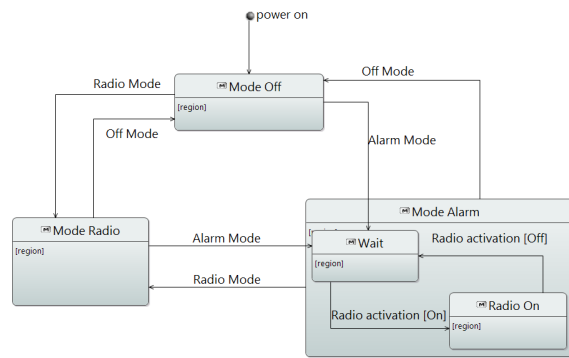 power on
Radio Mode
Mode Off
[region]
Off Mode
Off Mode
Alarm Mode
Mode Radio
[region]
Alarm Mode
Radio Mode
Mode Alarm
Wait
[region]
Radio activation [Off]
Radio activation [On]
Radio On
[region]